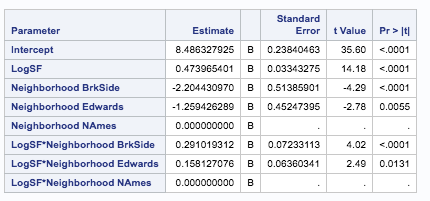 Parameter Estimate Standard Error t Value Pr > |t|
Intercept 8.486327925 B 0.23840463 35.60 <.0001
LogSF 0.473965401 B 0.03343275 14.18 <.0001
Neighborhood BrkSide -2.204430970 B 0.51385901 -4.29 <.0001
Neighborhood Edwards -1.259426289 B 0.45247395 -2.78 0.0055
Neighborhood NAmes 0.000000000 B . . .
LogSF*Neighborhood BrkSide 0.291019312 B 0.07233113 4.02 <.0001
LogSF*Neighborhood Edwards 0.158127076 B 0.06360341 2.49 0.0131
LogSF*Neighborhood NAmes 0.000000000 B . . .